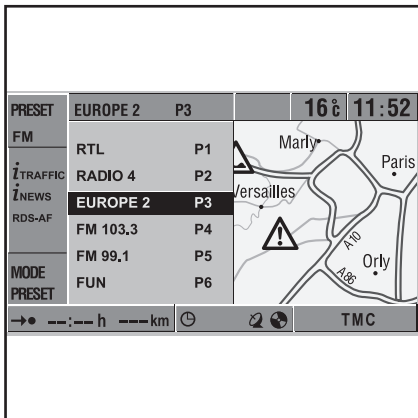 PRESET EUROPE 2 P3 16°C 11:52
FM
iTRAFFIC
iNEWS
RDS-AF
MODE
PRESET
RTL P1
RADIO 4 P2
EUROPE 2 P3
FM 103.3 P4
FM 99.1 P5
FUN P6
Marly
Paris
Versailles
A10
Orly
A86
--:-- h ---km TMC